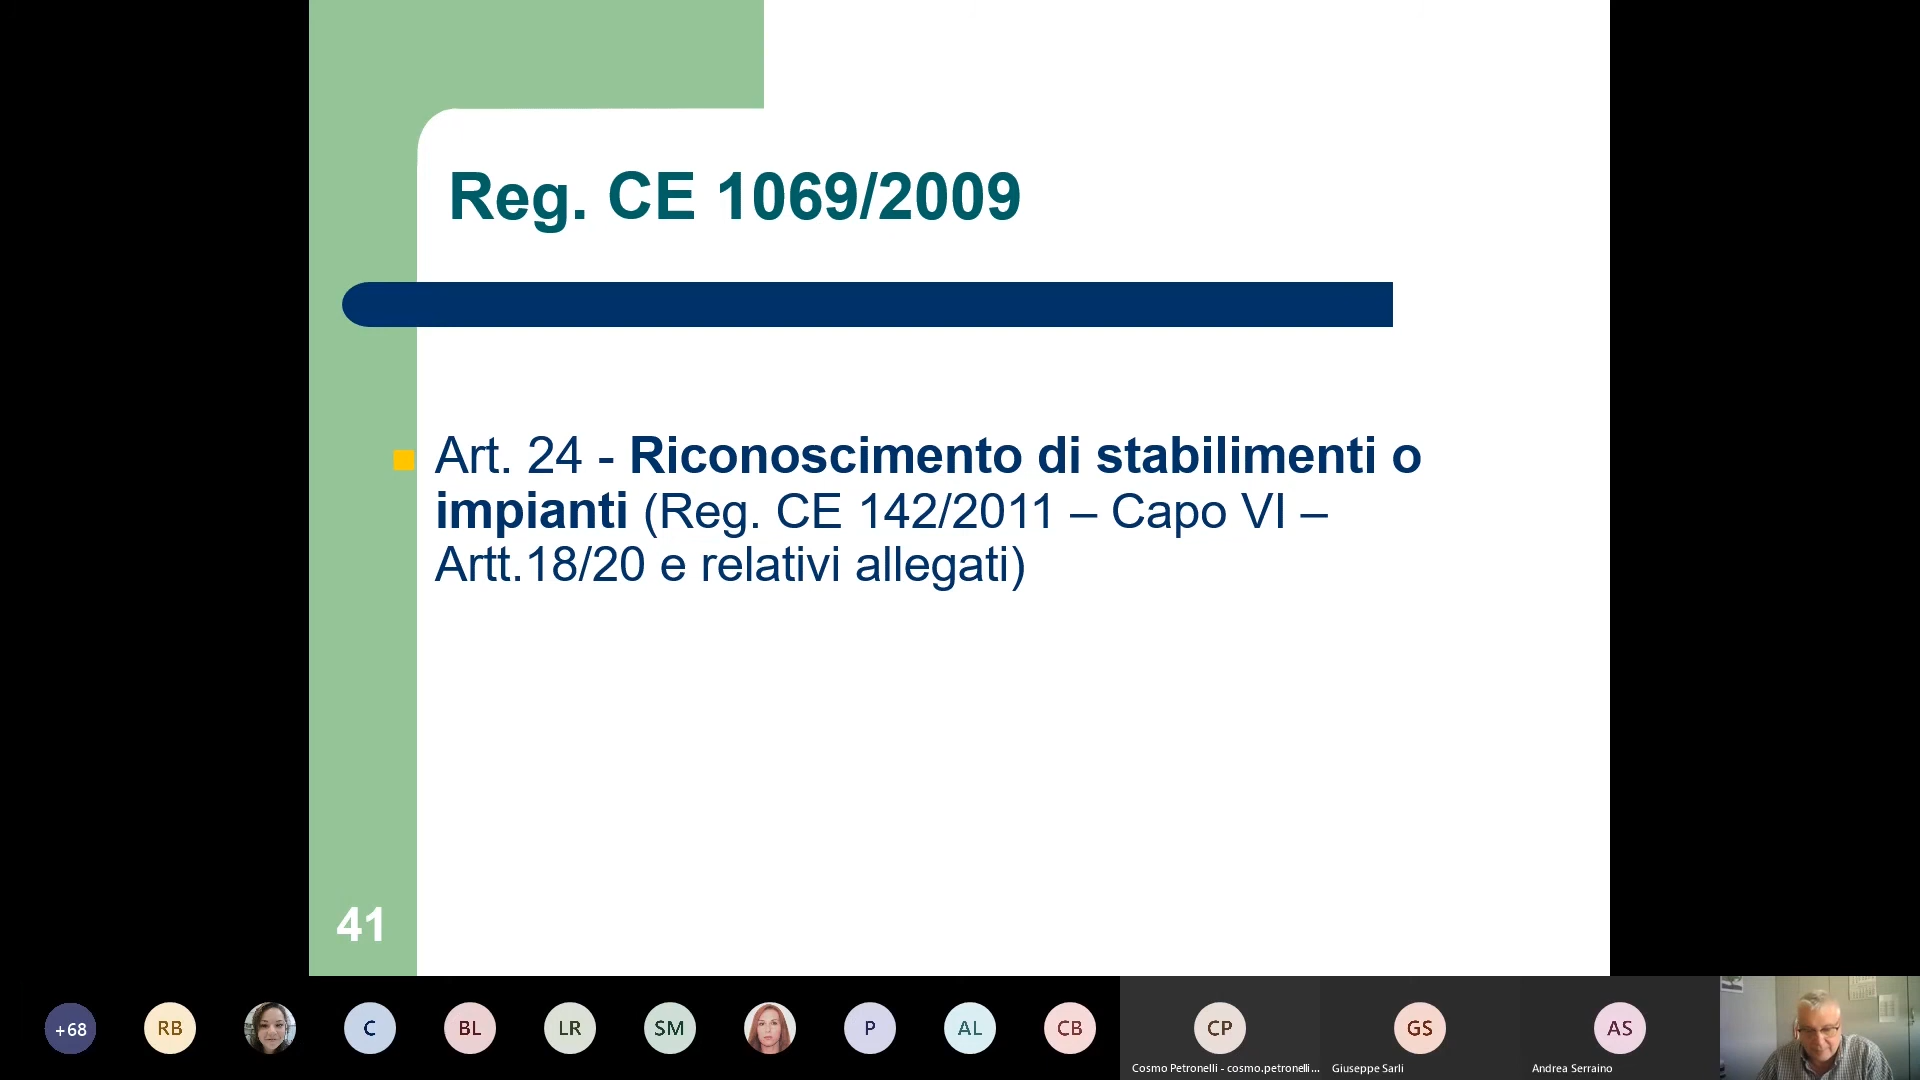 Reg. CE 1069/2009
Art. 24 - Riconoscimento di stabilimenti o
impianti (Reg. CE 142/2011 – Capo VI –
Artt.18/20 e relativi allegati)
41
+68
RB
C
BL
LR
SM
P
AL
CB
CP
GS
AS
Cosmo Petronelli - cosmo.petronelli...
Giuseppe Sarli
Andrea Serraino